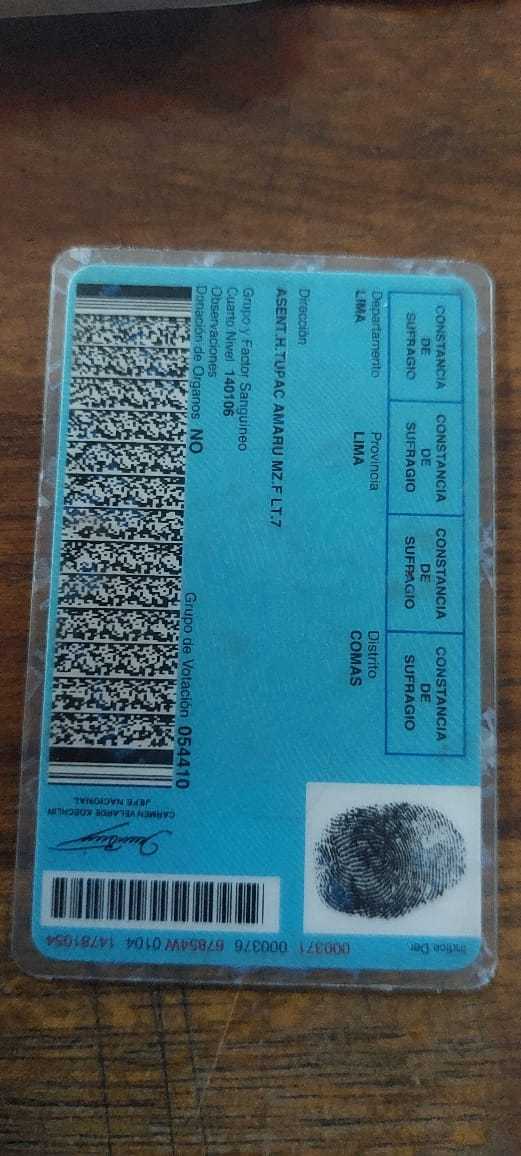 CONSTANCIA DE SUFRAGIO
CONSTANCIA DE SUFRAGIO
CONSTANCIA DE SUFRAGIO
CONSTANCIA DE SUFRAGIO
Departamento Provincia Distrito
LIMA LIMA COMAS
Dirección
ASENT.H.TUPAC AMARU MZ.F LT.7
Grupo y Factor Sanguíneo
Cuarto Nivel 140106
Observaciones
Donación de Organos NO
Grupo de Votación 054410
Indice Der
CARMEN VELARDE KOECHLIN
JEFE NACIONAL
000371 000376 67854W 0104 14781054